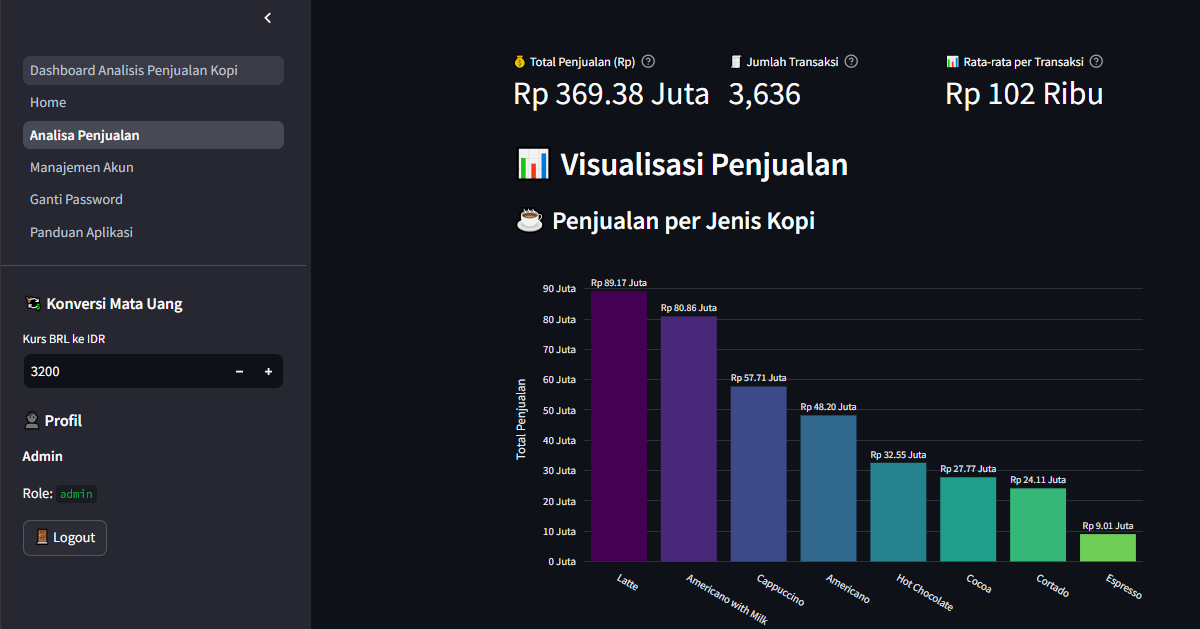 Dashboard Analisis Penjualan Kopi
Home
Analisa Penjualan
Manajemen Akun
Ganti Password
Panduan Aplikasi
Konversi Mata Uang
Kurs BRL ke IDR
3200 − +
Profil
Admin
Role: admin
Logout
Total Penjualan (Rp) Jumlah Transaksi Rata-rata per Transaksi
Rp 369.38 Juta 3,636 Rp 102 Ribu
Visualisasi Penjualan
Penjualan per Jenis Kopi
Total Penjualan
90 Juta
80 Juta
70 Juta
60 Juta
50 Juta
40 Juta
30 Juta
20 Juta
10 Juta
0 Juta
Rp 89.17 Juta
Rp 80.86 Juta
Rp 57.71 Juta
Rp 48.20 Juta
Rp 32.55 Juta
Rp 27.77 Juta
Rp 24.11 Juta
Rp 9.01 Juta
Latte
Americano with Milk
Cappuccino
Americano
Hot Chocolate
Cocoa
Cortado
Espresso